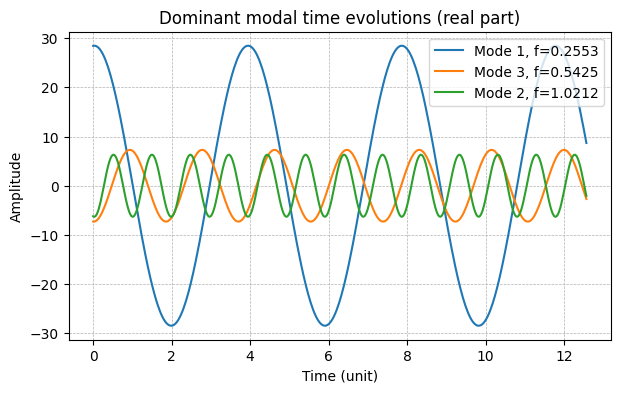 Dominant modal time evolutions (real part)
Mode 1, f=0.2553
Mode 3, f=0.5425
Mode 2, f=1.0212
Amplitude
30
20
10
0
−10
−20
−30
0 2 4 6 8 10 12
Time (unit)